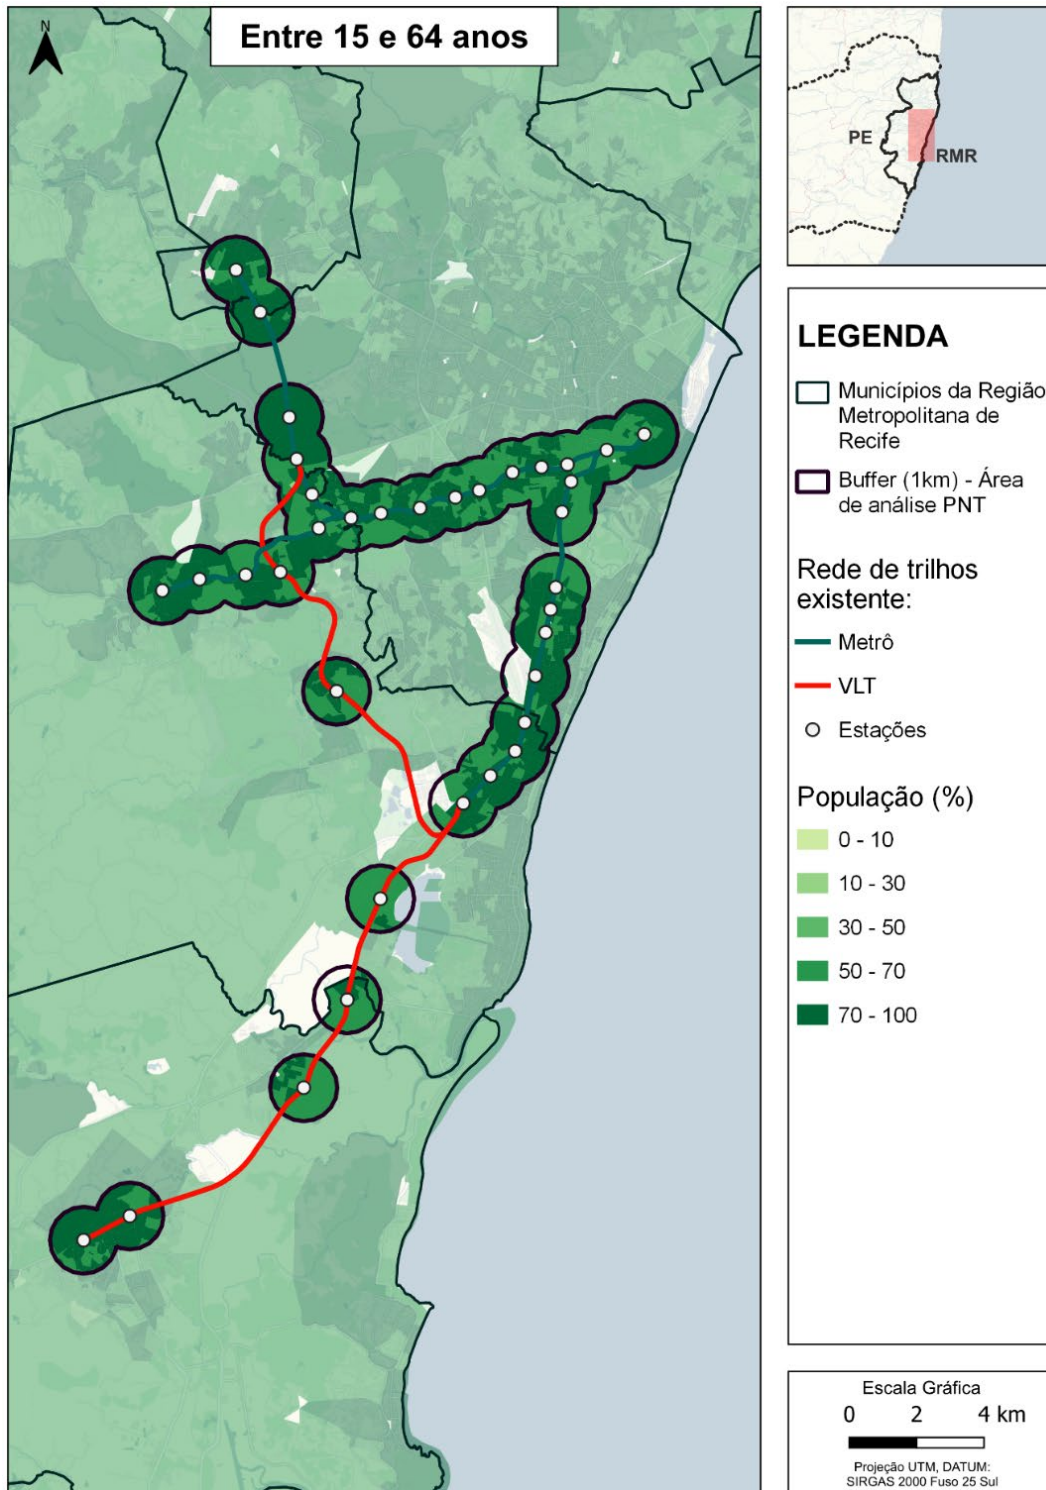 N
Entre 15 e 64 anos
PE
RMR
LEGENDA
Municípios da Região
Metropolitana de
Recife
Buffer (1km) - Área
de análise PNT
Rede de trilhos
existente:
Metrô
VLT
Estações
População (%)
0 - 10
10 - 30
30 - 50
50 - 70
70 - 100
Escala Gráfica
0 2 4 km
Projeção UTM, DATUM:
SIRGAS 2000 Fuso 25 Sul